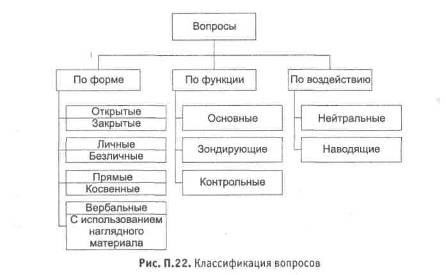 Вопросы
По форме
По функции
По воздействию
Открытые
Закрытые
Личные
Безличные
Прямые
Косвенные
Вербальные
С использованием
наглядного
материала
Основные
Зондирующие
Контрольные
Нейтральные
Наводящие
Рис. П.22. Классификация вопросов